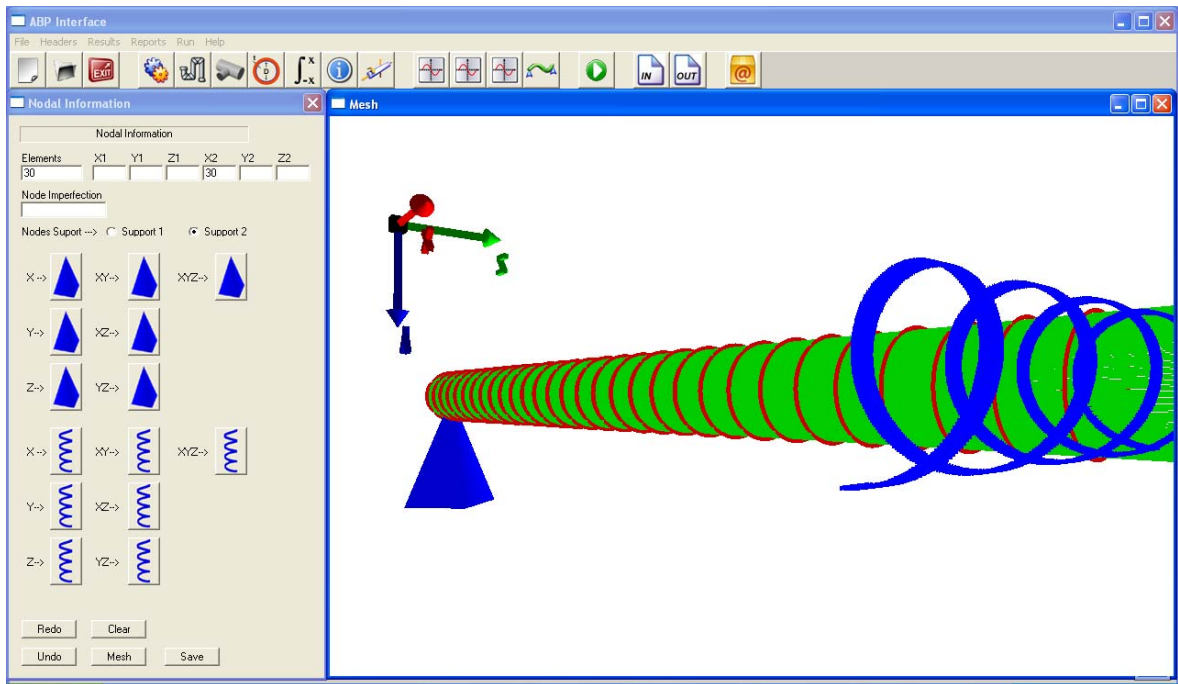 ABP Interface
File Headers Results Reports Run Help
EXIT
IN OUT @
Nodal Information
Mesh
Nodal Information
Elements X1 Y1 Z1 X2 Y2 Z2
30 30
Node Imperfection
Nodes Suport ---> Support 1 Support 2
X --> XY--> XYZ-->
Y--> XZ-->
Z--> YZ-->
X --> XY--> XYZ-->
Y--> XZ-->
Z--> YZ-->
Redo Clear
Undo Mesh Save